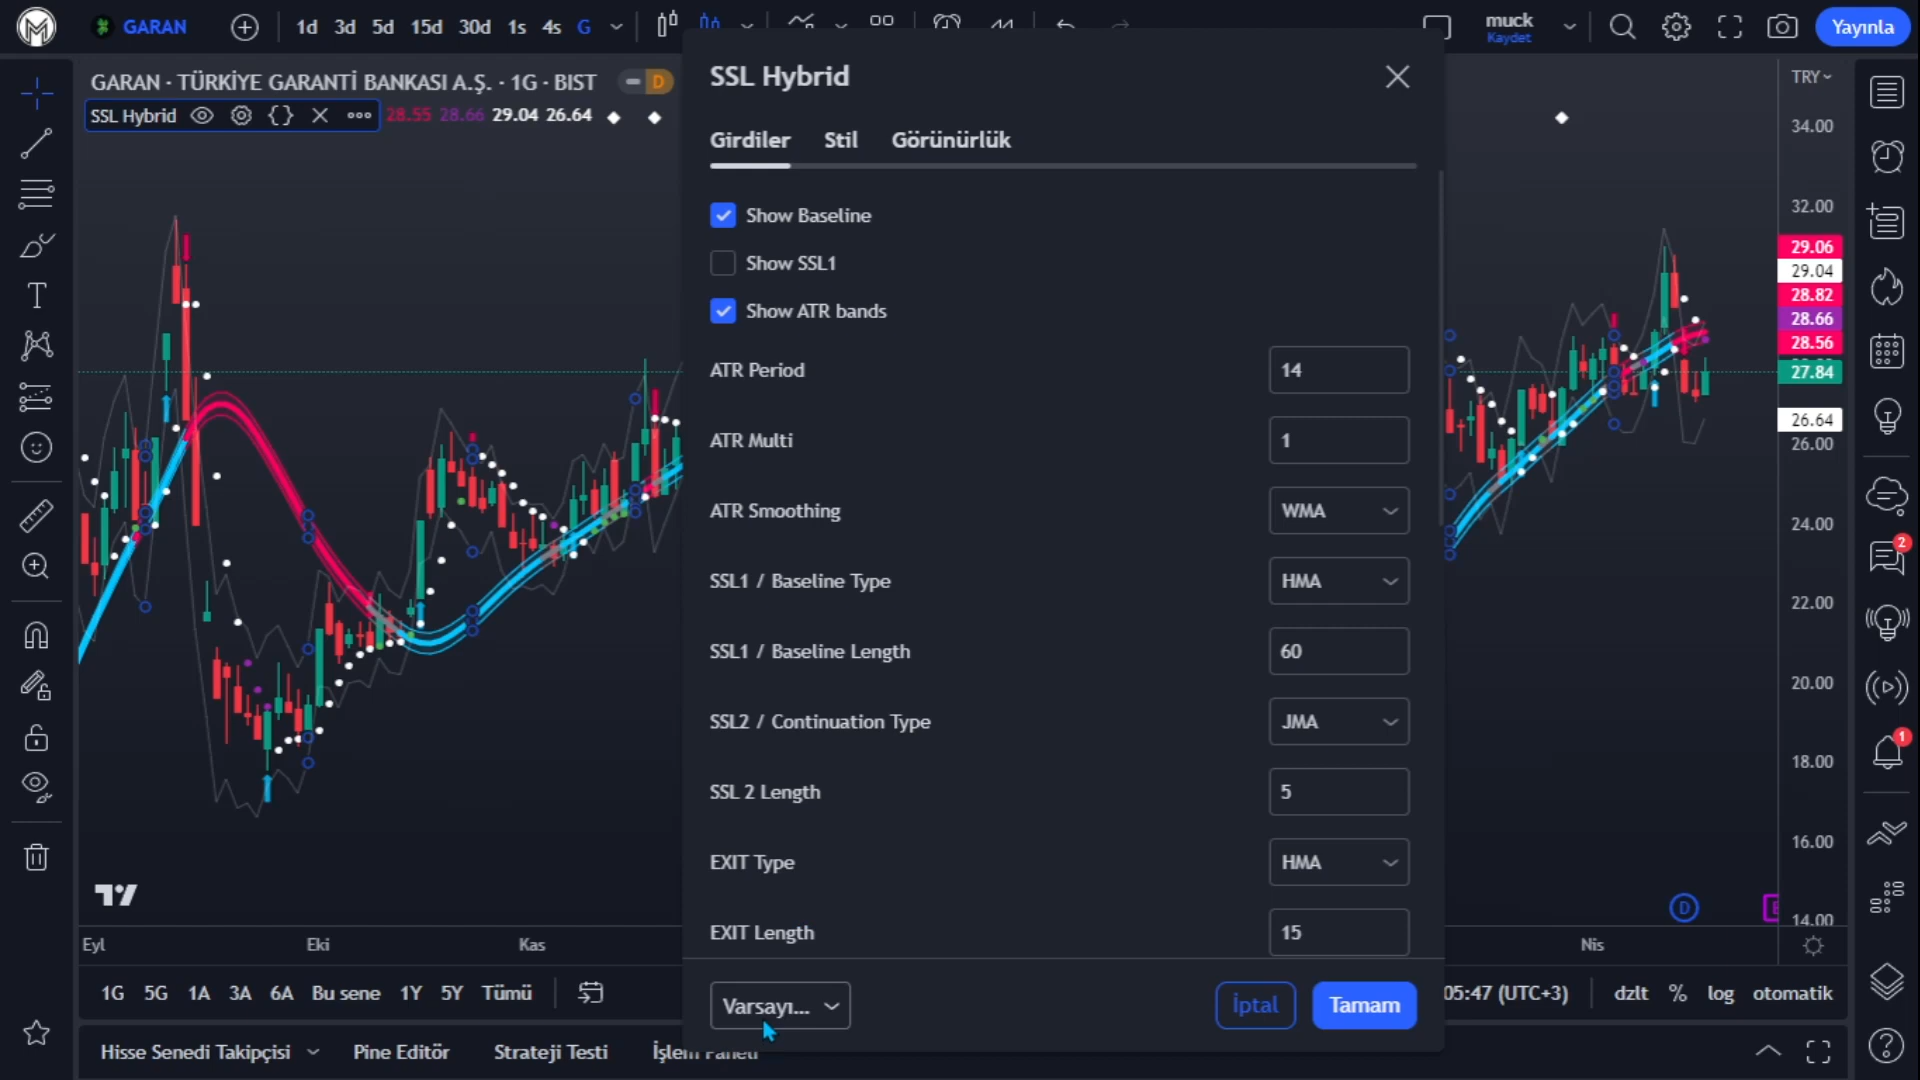 GARAN
1d 3d 5d 15d 30d 1s 4s G
muck
Kaydet
Yayınla
GARAN · TÜRKİYE GARANTİ BANKASI A.Ş. · 1G · BIST
D
TRY
SSL Hybrid
28.55 28.66 29.04 26.64
SSL Hybrid
Girdiler Stil Görünürlük
Show Baseline
Show SSL1
Show ATR bands
ATR Period 14
ATR Multi 1
ATR Smoothing WMA
SSL1 / Baseline Type HMA
SSL1 / Baseline Length 60
SSL2 / Continuation Type JMA
SSL 2 Length 5
EXIT Type HMA
EXIT Length 15
Varsayı...
İptal
Tamam
34.00
32.00
29.06
29.04
28.82
28.66
28.56
27.84
26.64
26.00
24.00
22.00
20.00
18.00
16.00
14.00
2
1
D
Eyl Eki Kas Nis
1G 5G 1A 3A 6A Bu sene 1Y 5Y Tümü
05:47 (UTC+3) dzlt % log otomatik
Hisse Senedi Takipçisi Pine Editör Strateji Testi İşlem Paneli